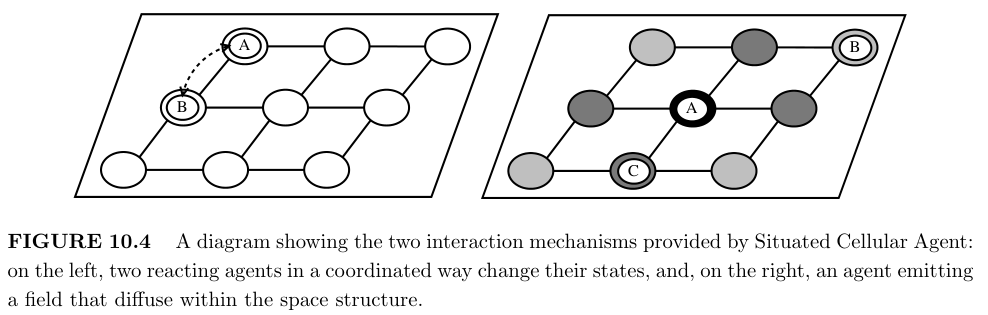 A
B
B
A
C
FIGURE 10.4 A diagram showing the two interaction mechanisms provided by Situated Cellular Agent:
on the left, two reacting agents in a coordinated way change their states, and, on the right, an agent emitting
a field that diffuse within the space structure.